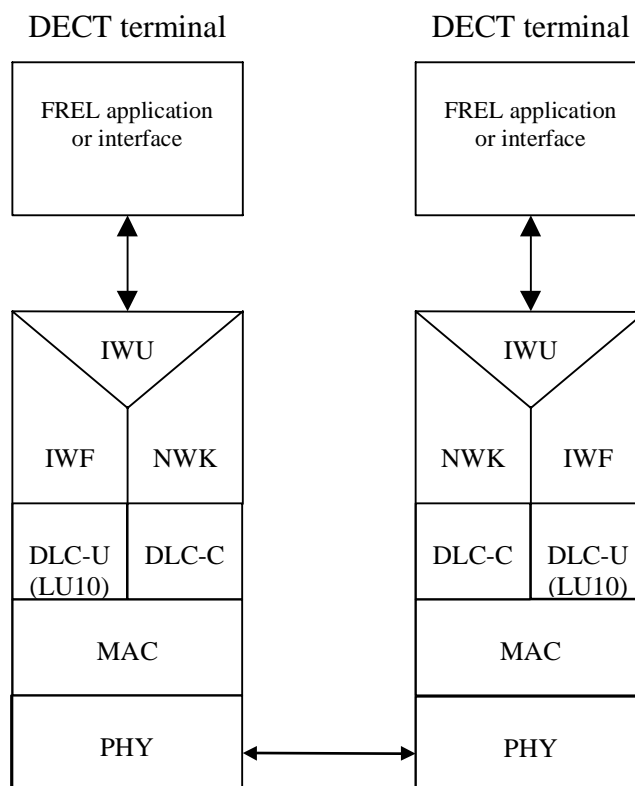 DECT terminal
DECT terminal
FREL application
or interface
FREL application
or interface
IWU
IWU
IWF
NWK
NWK
IWF
DLC-U
(LU10)
DLC-C
DLC-C
DLC-U
(LU10)
MAC
MAC
PHY
PHY